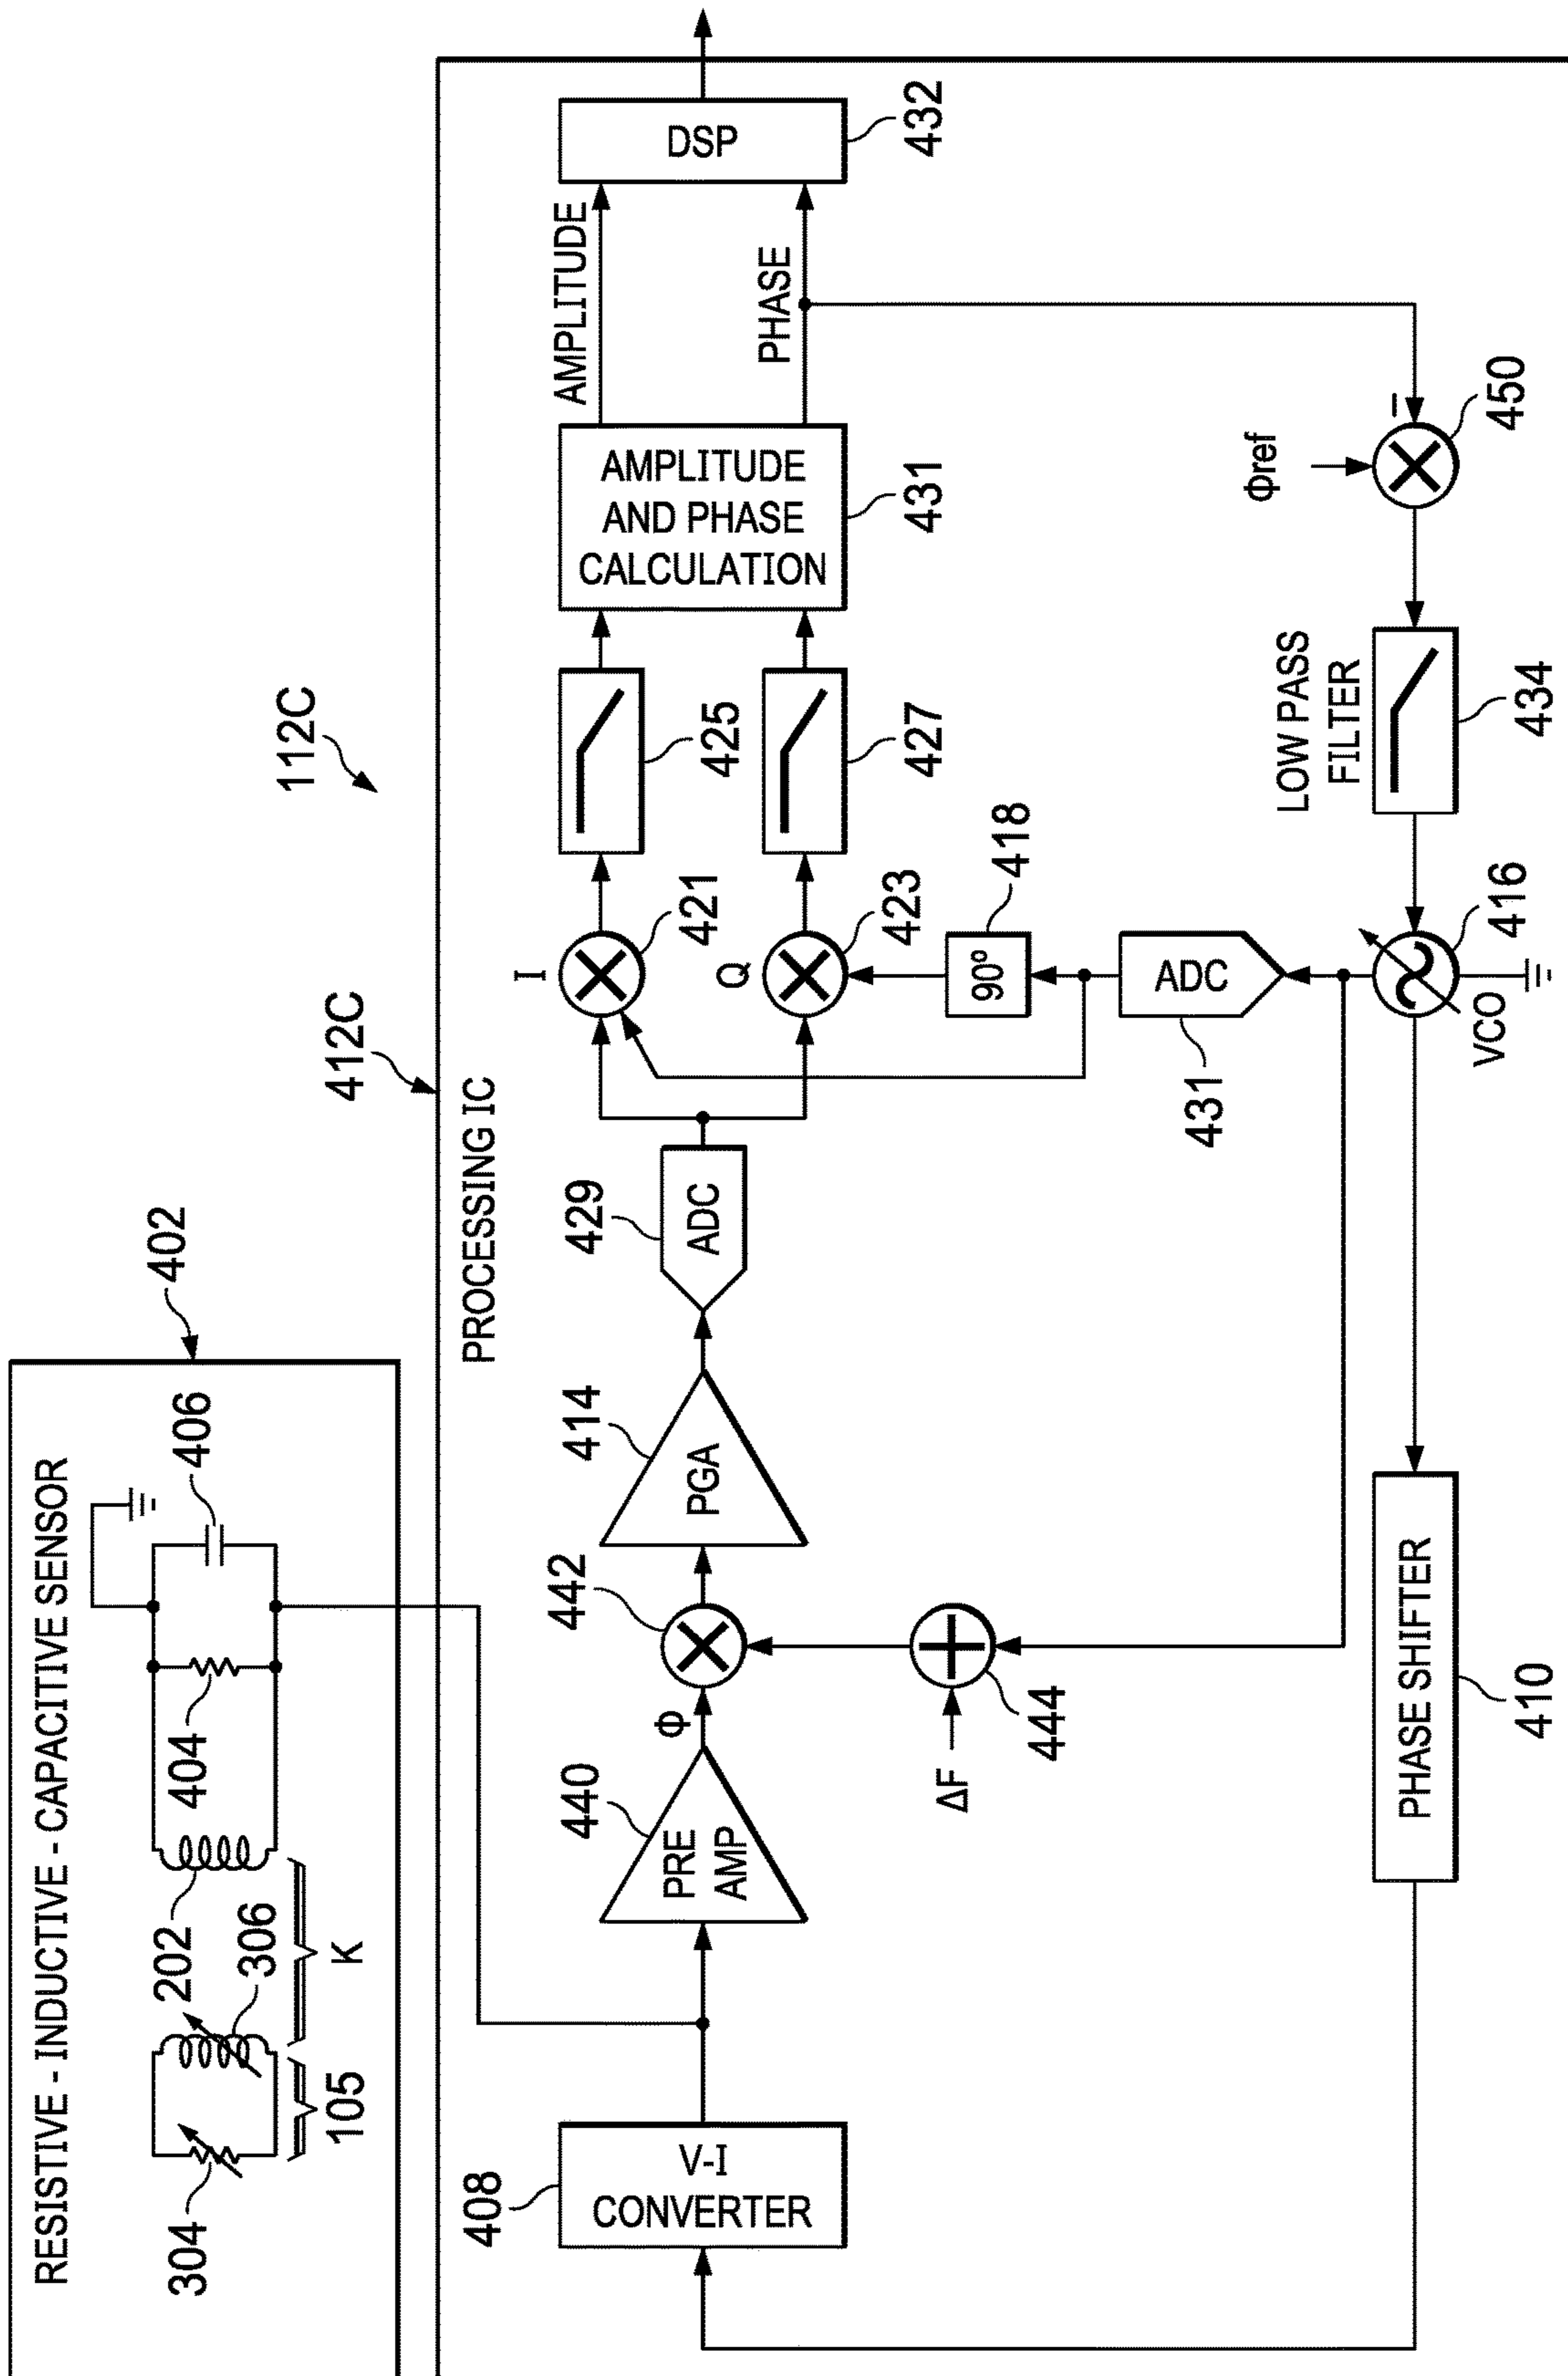 112C
402
RESISTIVE - INDUCTIVE - CAPACITIVE SENSOR
304
105
306
202
K
404
406
412C
PROCESSING IC
408
V-I
CONVERTER
440
PRE
AMP
Φ
442
ΔF
444
414
PGA
429
ADC
I
421
Q
423
418
90º
431
ADC
425
427
AMPLITUDE
AND PHASE
CALCULATION
431
AMPLITUDE
PHASE
DSP
432
Φref
−
450
LOW PASS
FILTER
434
416
VCO
PHASE SHIFTER
410